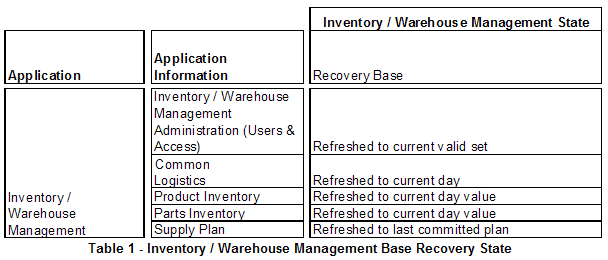 Inventory / Warehouse Management State
Application
Application
Information
Recovery Base
Inventory /
Warehouse
Management
Inventory / Warehouse
Management
Administration (Users &
Access)
Refreshed to current valid set
Common
Logistics
Refreshed to current day
Product Inventory
Refreshed to current day value
Parts Inventory
Refreshed to current day value
Supply Plan
Refreshed to last committed plan
Table 1 - Inventory / Warehouse Management Base Recovery State